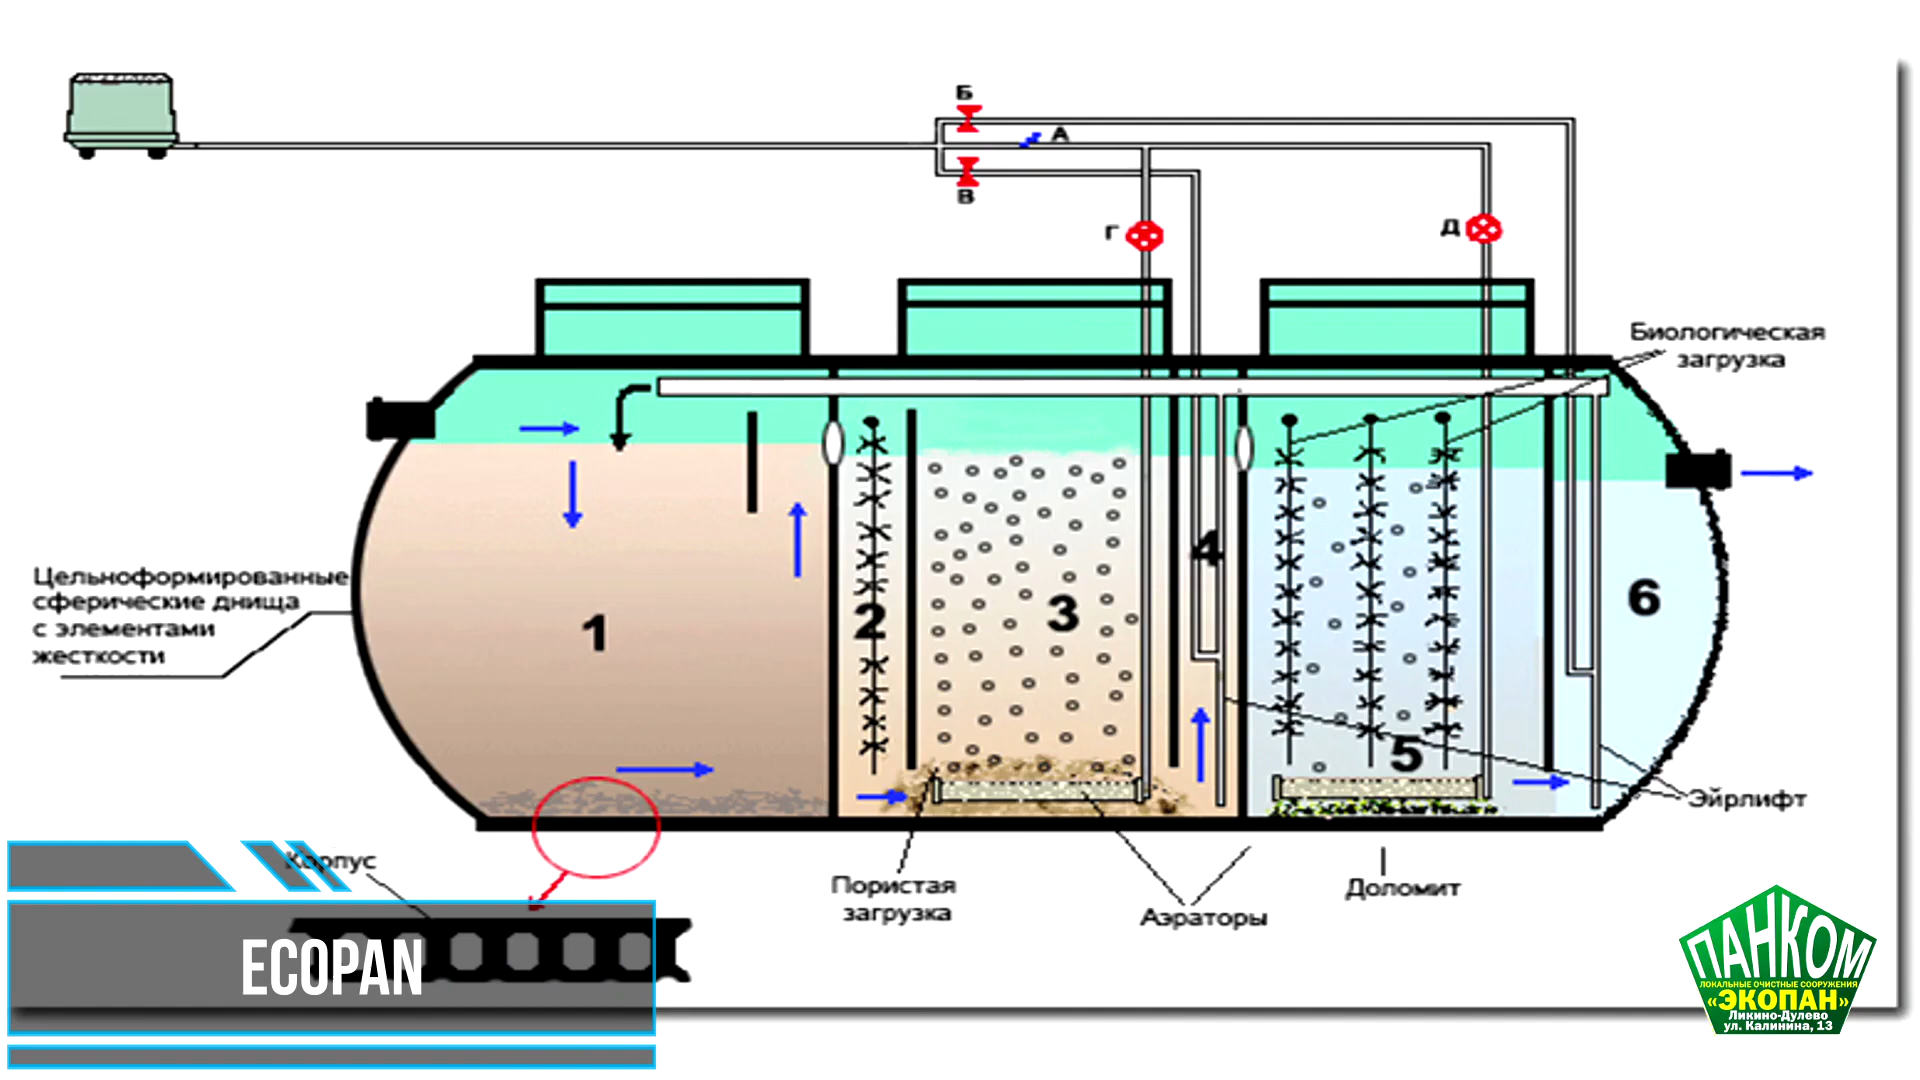 Б
А
В
Г
Д
Биологическая
загрузка
Цельноформированные
сферические днища
с элементами
жесткости
1
2
3
4
5
6
Эйрлифт
Корпус
Пористая
загрузка
Аэраторы
Доломит
ECOPAN
ПАНКОМ
ЛОКАЛЬНЫЕ ОЧИСТНЫЕ СООРУЖЕНИЯ
«ЭКОПАН»
Ликино-Дулево
ул. Калинина, 13